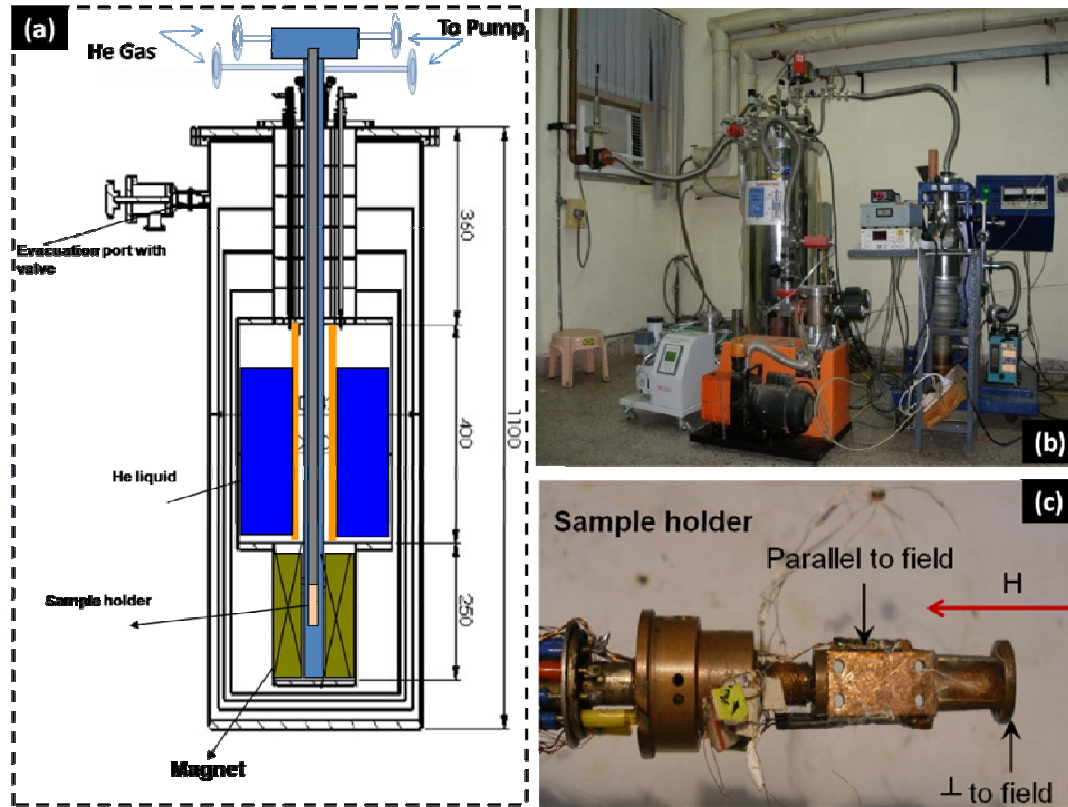 (a)
He Gas
To Pump
Evacuation port with
valve
360
400
1100
He liquid
Sample holder
250
Magnet
(b)
(c)
Sample holder
Parallel to field
H
⊥ to field